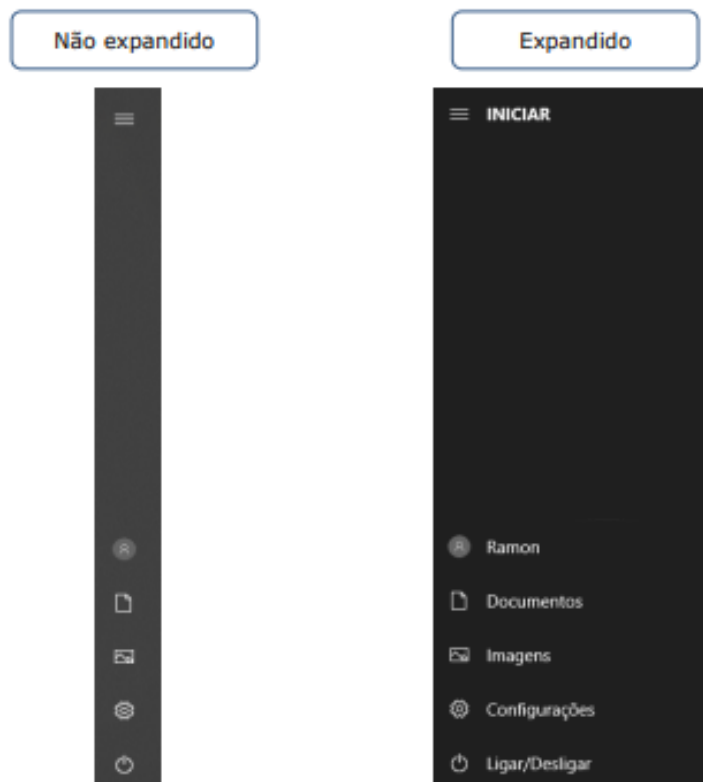 Não expandido
Expandido
INICIAR
Ramon
Documentos
Imagens
Configurações
Ligar/Desligar